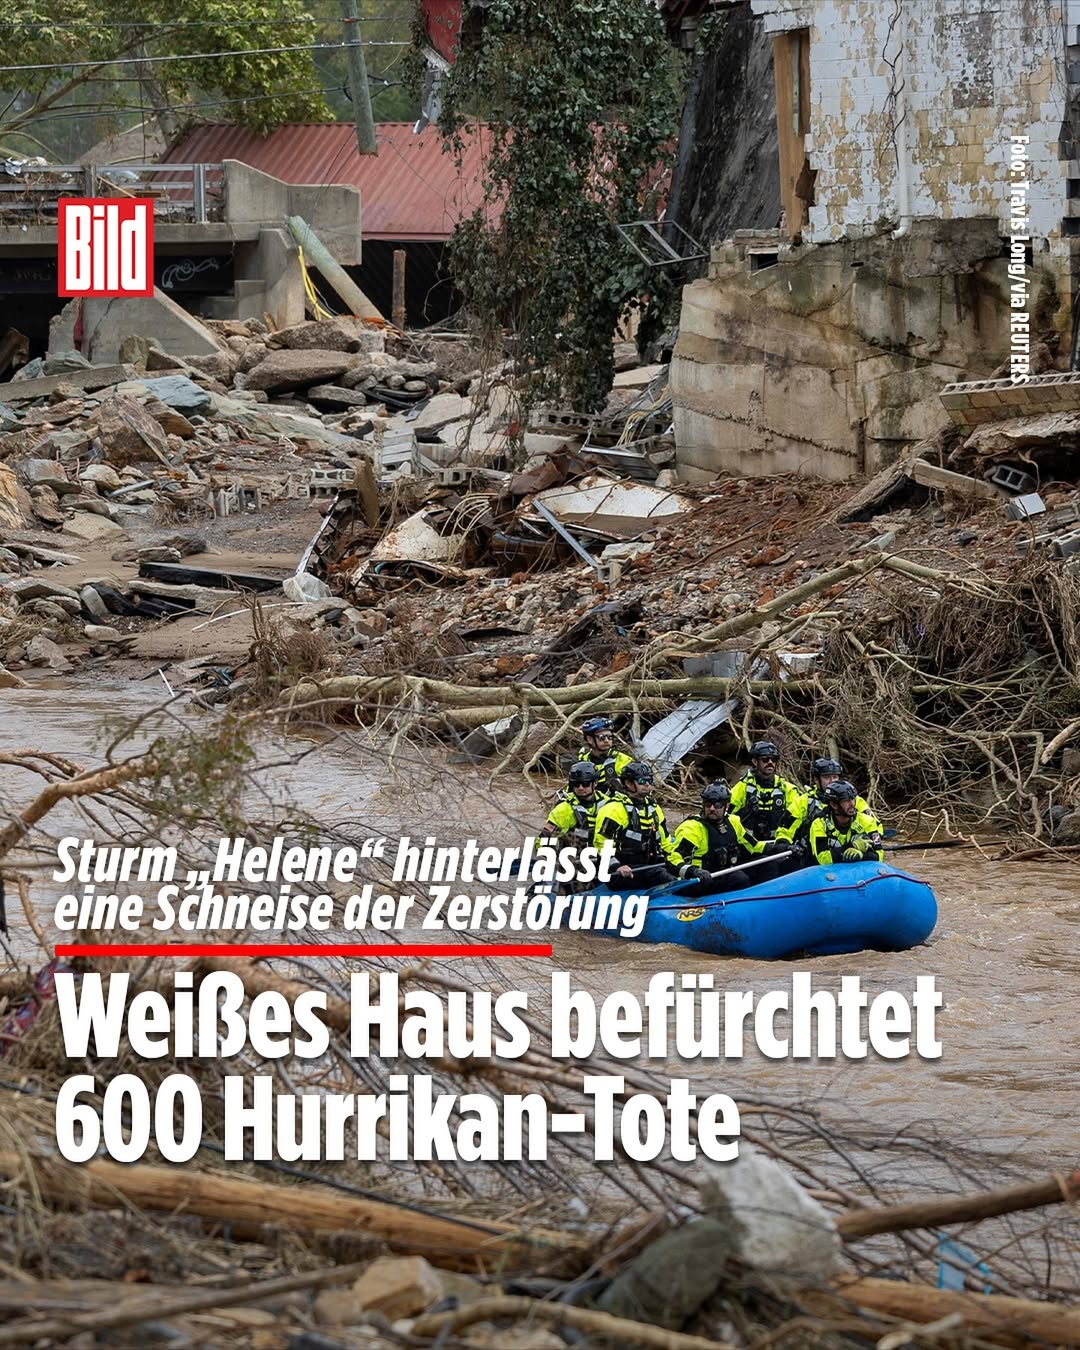 Bild
Foto: Travis Long/via REUTERS
NRS
Sturm „Helene“ hinterlässt
eine Schneise der Zerstörung
Weißes Haus befürchtet
600 Hurrikan-Tote